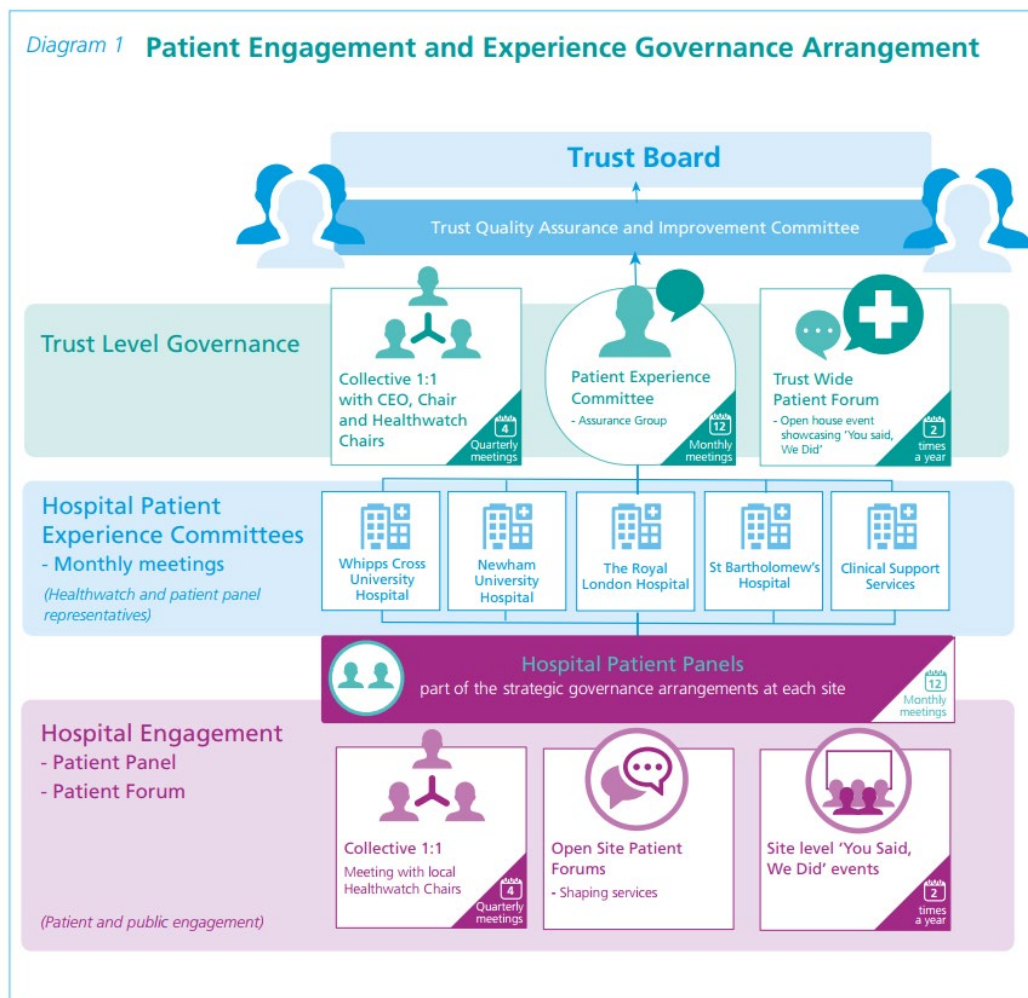 Diagram 1 Patient Engagement and Experience Governance Arrangement
Trust Board
Trust Quality Assurance and Improvement Committee
Trust Level Governance
Collective 1:1
with CEO, Chair
and Healthwatch
Chairs
4
Quarterly
meetings
Patient Experience
Committee
- Assurance Group
12
Monthly
meetings
Trust Wide
Patient Forum
- Open house event
showcasing 'You said,
We Did'
2
times
a year
Hospital Patient
Experience Committees
- Monthly meetings
(Healthwatch and patient panel
representatives)
Whipps Cross
University
Hospital
Newham
University
Hospital
The Royal
London Hospital
St Bartholomew's
Hospital
Clinical Support
Services
Hospital Patient Panels
part of the strategic governance arrangements at each site
12
Monthly
meetings
Hospital Engagement
- Patient Panel
- Patient Forum
(Patient and public engagement)
Collective 1:1
Meeting with local
Healthwatch Chairs
4
Quarterly
meetings
Open Site Patient
Forums
- Shaping services
Site level 'You Said,
We Did' events
2
times
a year